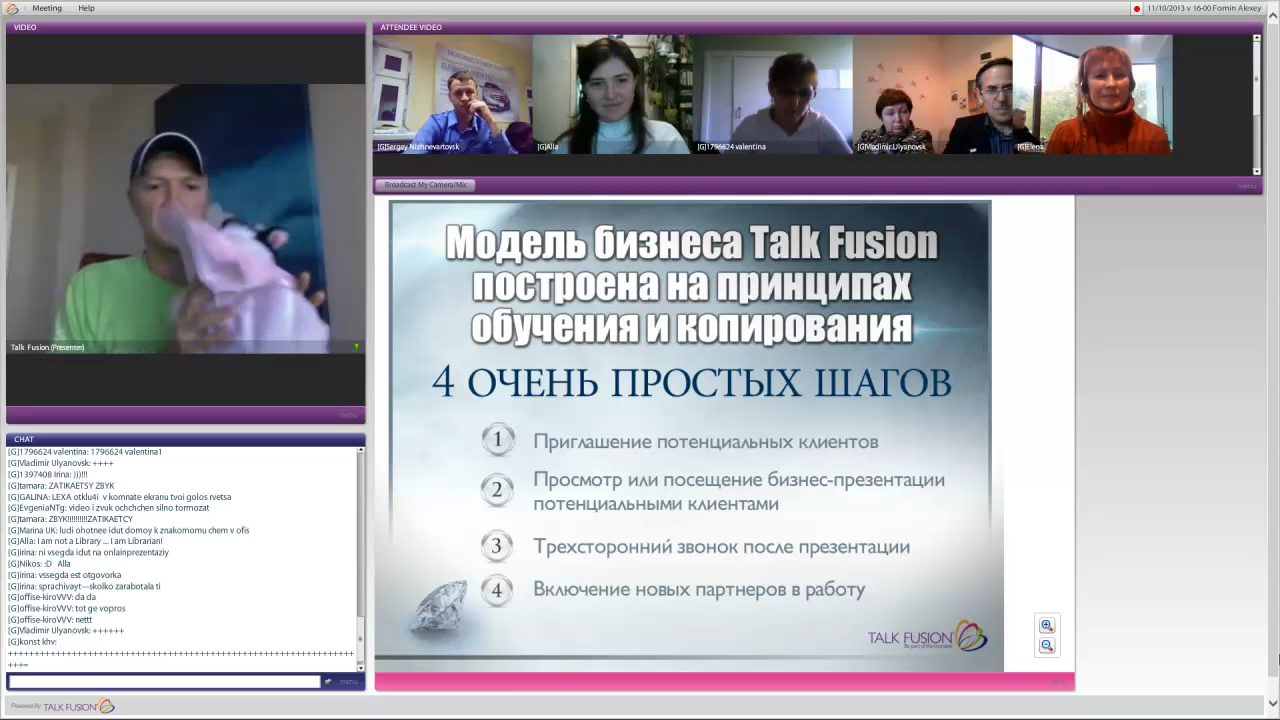 Meeting Help
11/10/2013 v 16-00 Fomin Alexey
VIDEO
ATTENDEE VIDEO
[G]Sergey Nizhnevartovsk
[G]Alla
[G]1796624 valentina
[G]Vladimir Ulyanovsk
[G]Elena
Broadcast My Camera/Mic
menu
Talk Fusion (Presenter)
menu
Модель бизнеса Talk Fusion
построена на принципах
обучения и копирования
4 ОЧЕНЬ ПРОСТЫХ ШАГОВ
1 Приглашение потенциальных клиентов
2 Просмотр или посещение бизнес-презентации
потенциальными клиентами
3 Трехсторонний звонок после презентации
4 Включение новых партнеров в работу
TALK FUSION
Be part of the moment.
CHAT
[G]1796624 valentina: 1796624 valentina1
[G]Vladimir Ulyanovsk: ++++
[G]1397408 Irina: )))!!!
[G]tamara: ZATIKAETSY ZBYK
[G]GALINA: LEXA otklu4i v komnate ekranu tvoi golos rvetsa
[G]EvgeniaNTg: video i zvuk ochchchen silno tormozat
[G]tamara: ZBYK!!!!!!!!!!ZATIKAETCY
[G]Marina UK: ludi ohotnee idut domoy k znakomomu chem v ofis
[G]Alla: I am not a Library ... I am Librarian!
[G]irina: ni vsegda idut na onlainprezentaziy
[G]Nikos: :D Alla
[G]irina: vssegda est otgovorka
[G]irina: sprachivayt---skolko zarabotala ti
[G]offise-kiroVVV: da da
[G]offise-kiroVVV: tot ge vopros
[G]offise-kiroVVV: nettt
[G]Vladimir Ulyanovsk: ++++++
[G]konst khv:
++++++++++++++++++++++++++++++++++++++++++++++++++++++++++
+++=
menu
Powered By TALK FUSION